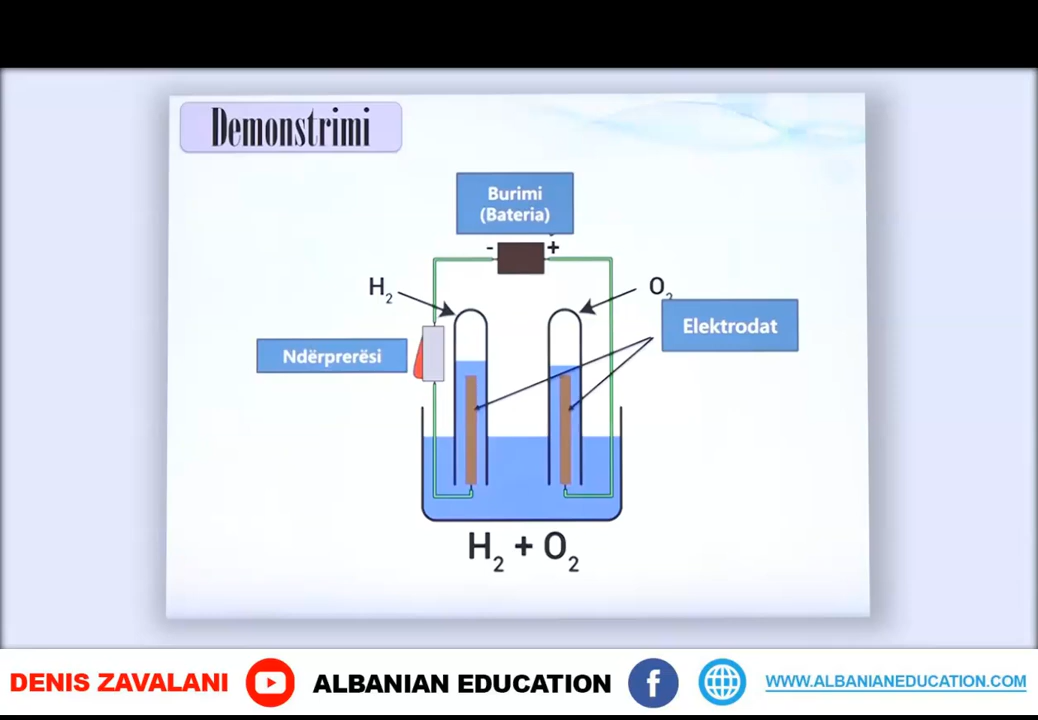 Demonstrimi
Burimi
(Bateria)
- +
H₂
O₂
Elektrodat
Ndërprerësi
H₂ + O₂
DENIS ZAVALANI ALBANIAN EDUCATION f WWW.ALBANIANEDUCATION.COM